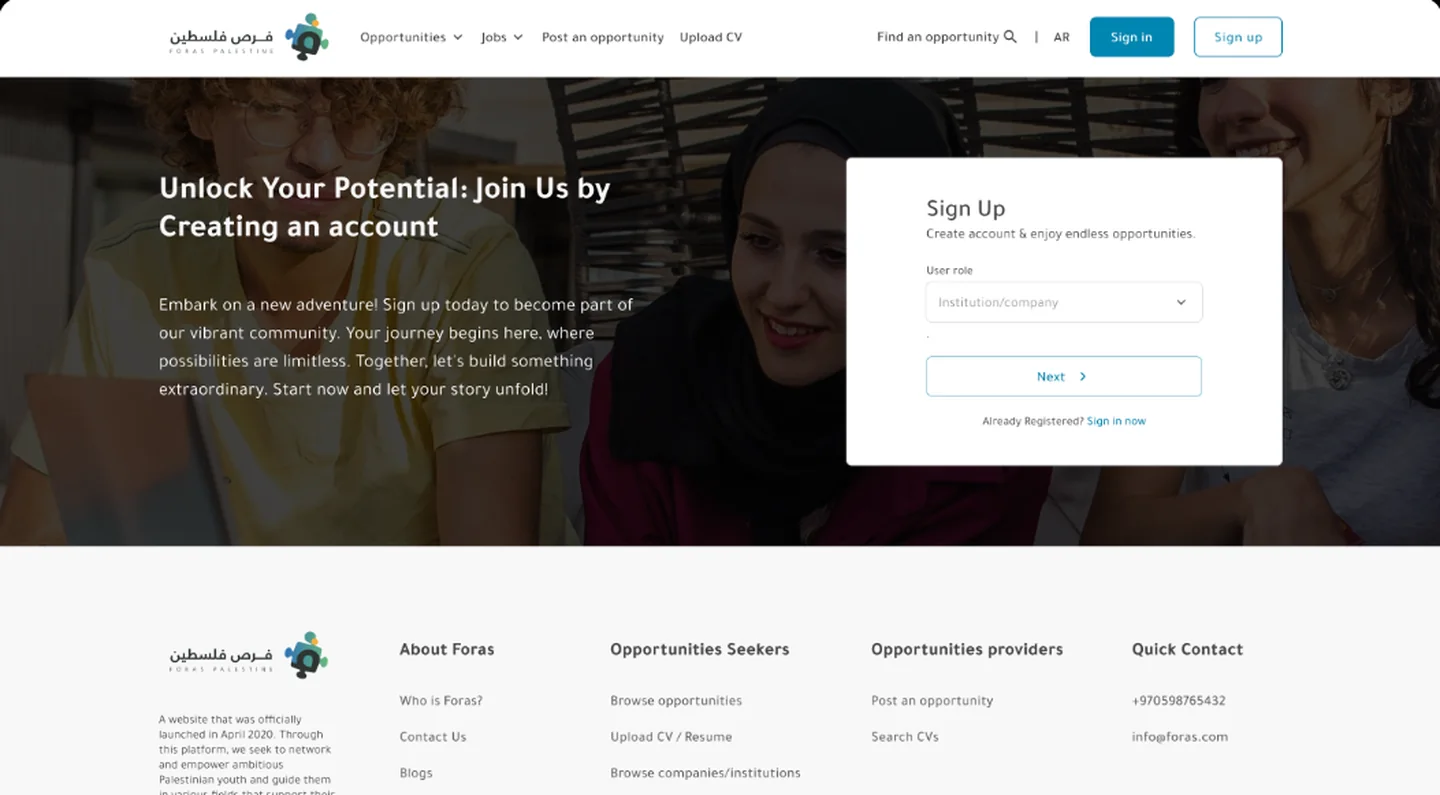 فـرص فلسطين
FORAS PALESTINE
Opportunities
Jobs
Post an opportunity
Upload CV
Find an opportunity
|
AR
Sign in
Sign up
Unlock Your Potential: Join Us by
Creating an account
Embark on a new adventure! Sign up today to become part of
our vibrant community. Your journey begins here, where
possibilities are limitless. Together, let's build something
extraordinary. Start now and let your story unfold!
Sign Up
Create account & enjoy endless opportunities.
User role
Institution/company
.
Next
Already Registered? Sign in now
فـرص فلسطين
FORAS PALESTINE
A website that was officially
launched in April 2020. Through
this platform, we seek to network
and empower ambitious
Palestinian youth and guide them
in various fields that support their
About Foras
Who is Foras?
Contact Us
Blogs
Opportunities Seekers
Browse opportunities
Upload CV / Resume
Browse companies/institutions
Opportunities providers
Post an opportunity
Search CVs
Quick Contact
+970598765432
info@foras.com